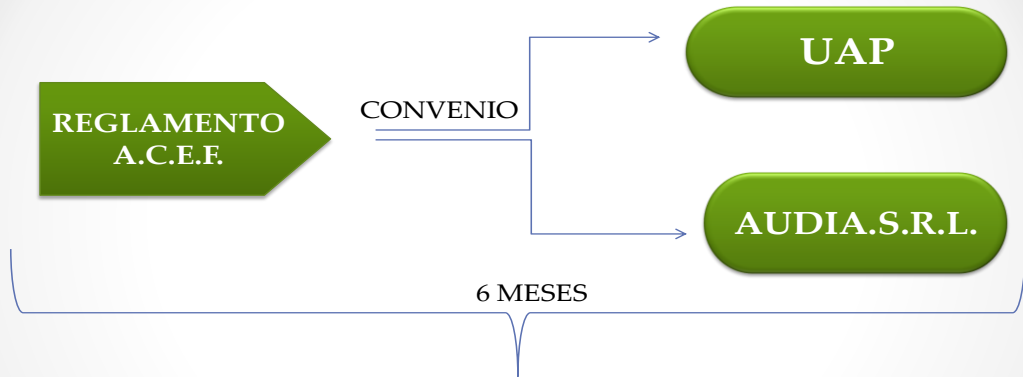 UAP
REGLAMENTO
A.C.E.F.
CONVENIO
AUDIA.S.R.L.
6 MESES